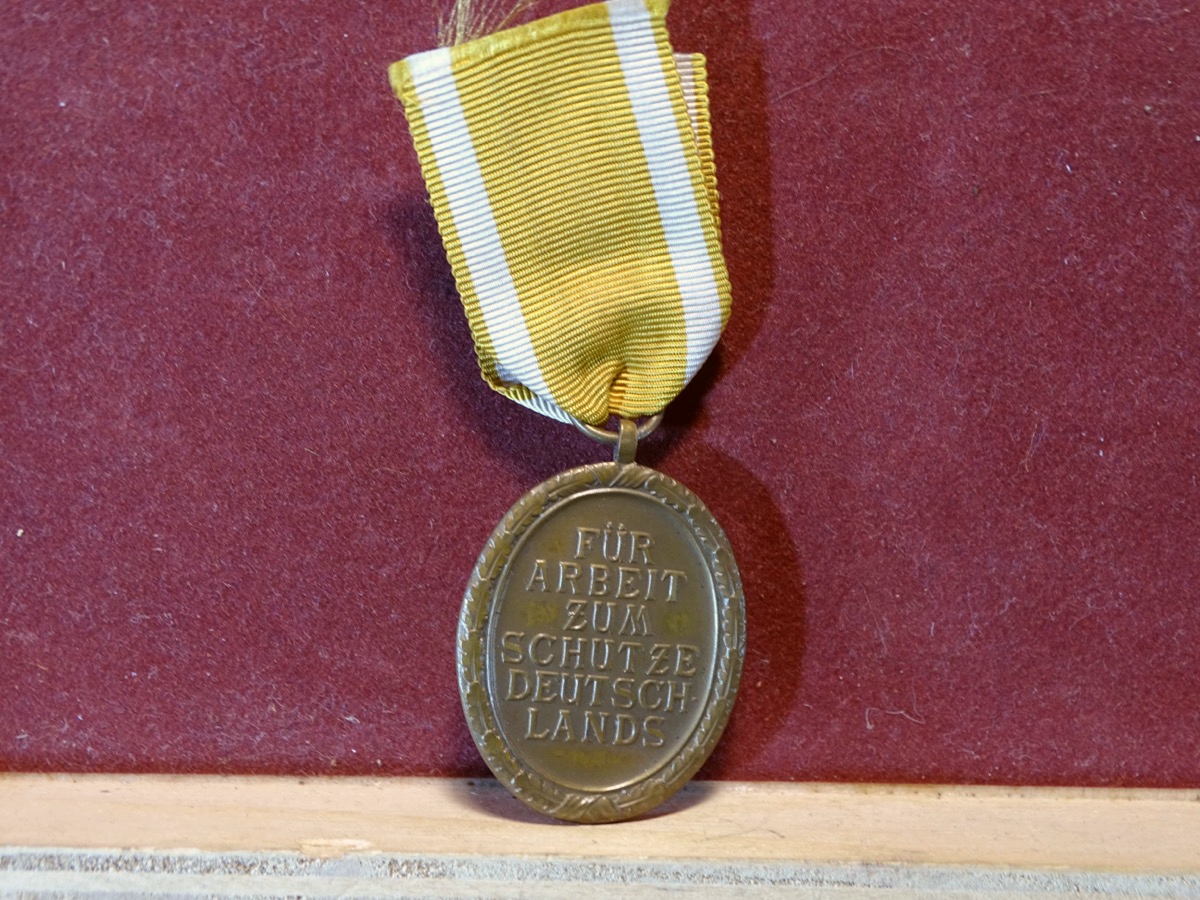 FÜR
ARBEIT
ZUM
SCHUTZE
DEUTSCH-
LANDS